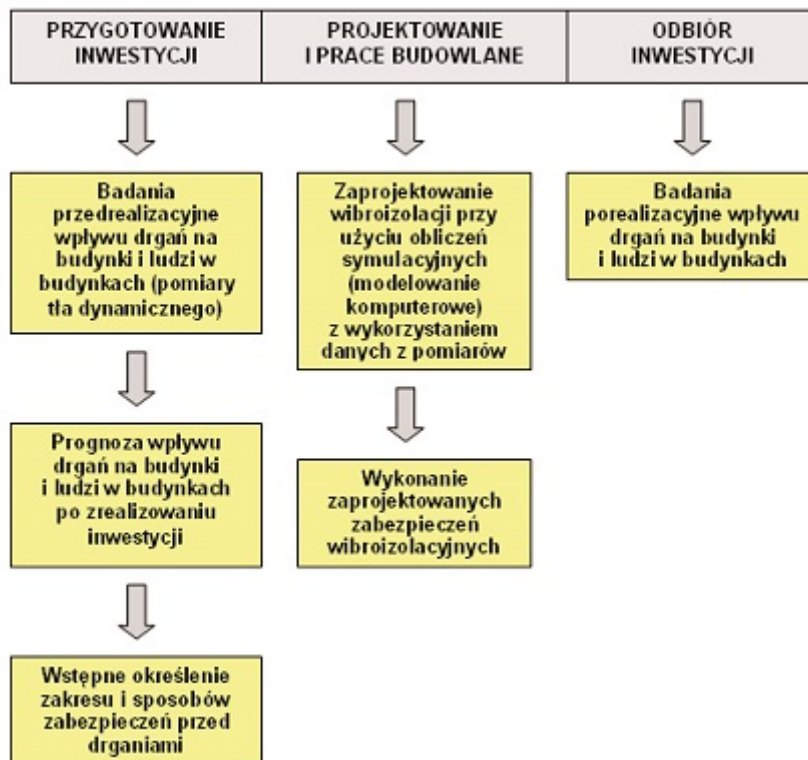 PRZYGOTOWANIE
INWESTYCJI
PROJEKTOWANIE
I PRACE BUDOWLANE
ODBIÓR
INWESTYCJI
Badania
przedrealizacyjne
wpływu drgań na
budynki i ludzi w
budynkach (pomiary
tła dynamicznego)
Prognoza wpływu
drgań na budynki
i ludzi w budynkach
po zrealizowaniu
inwestycji
Wstępne określenie
zakresu i sposobów
zabezpieczeń przed
drganiami
Zaprojektowanie
wibroizolacji przy
użyciu obliczeń
symulacyjnych
(modelowanie
komputerowe)
z wykorzystaniem
danych z pomiarów
Wykonanie
zaprojektowanych
zabezpieczeń
wibroizolacyjnych
Badania
porealizacyjne wpływu
drgań na budynki
i ludzi w budynkach